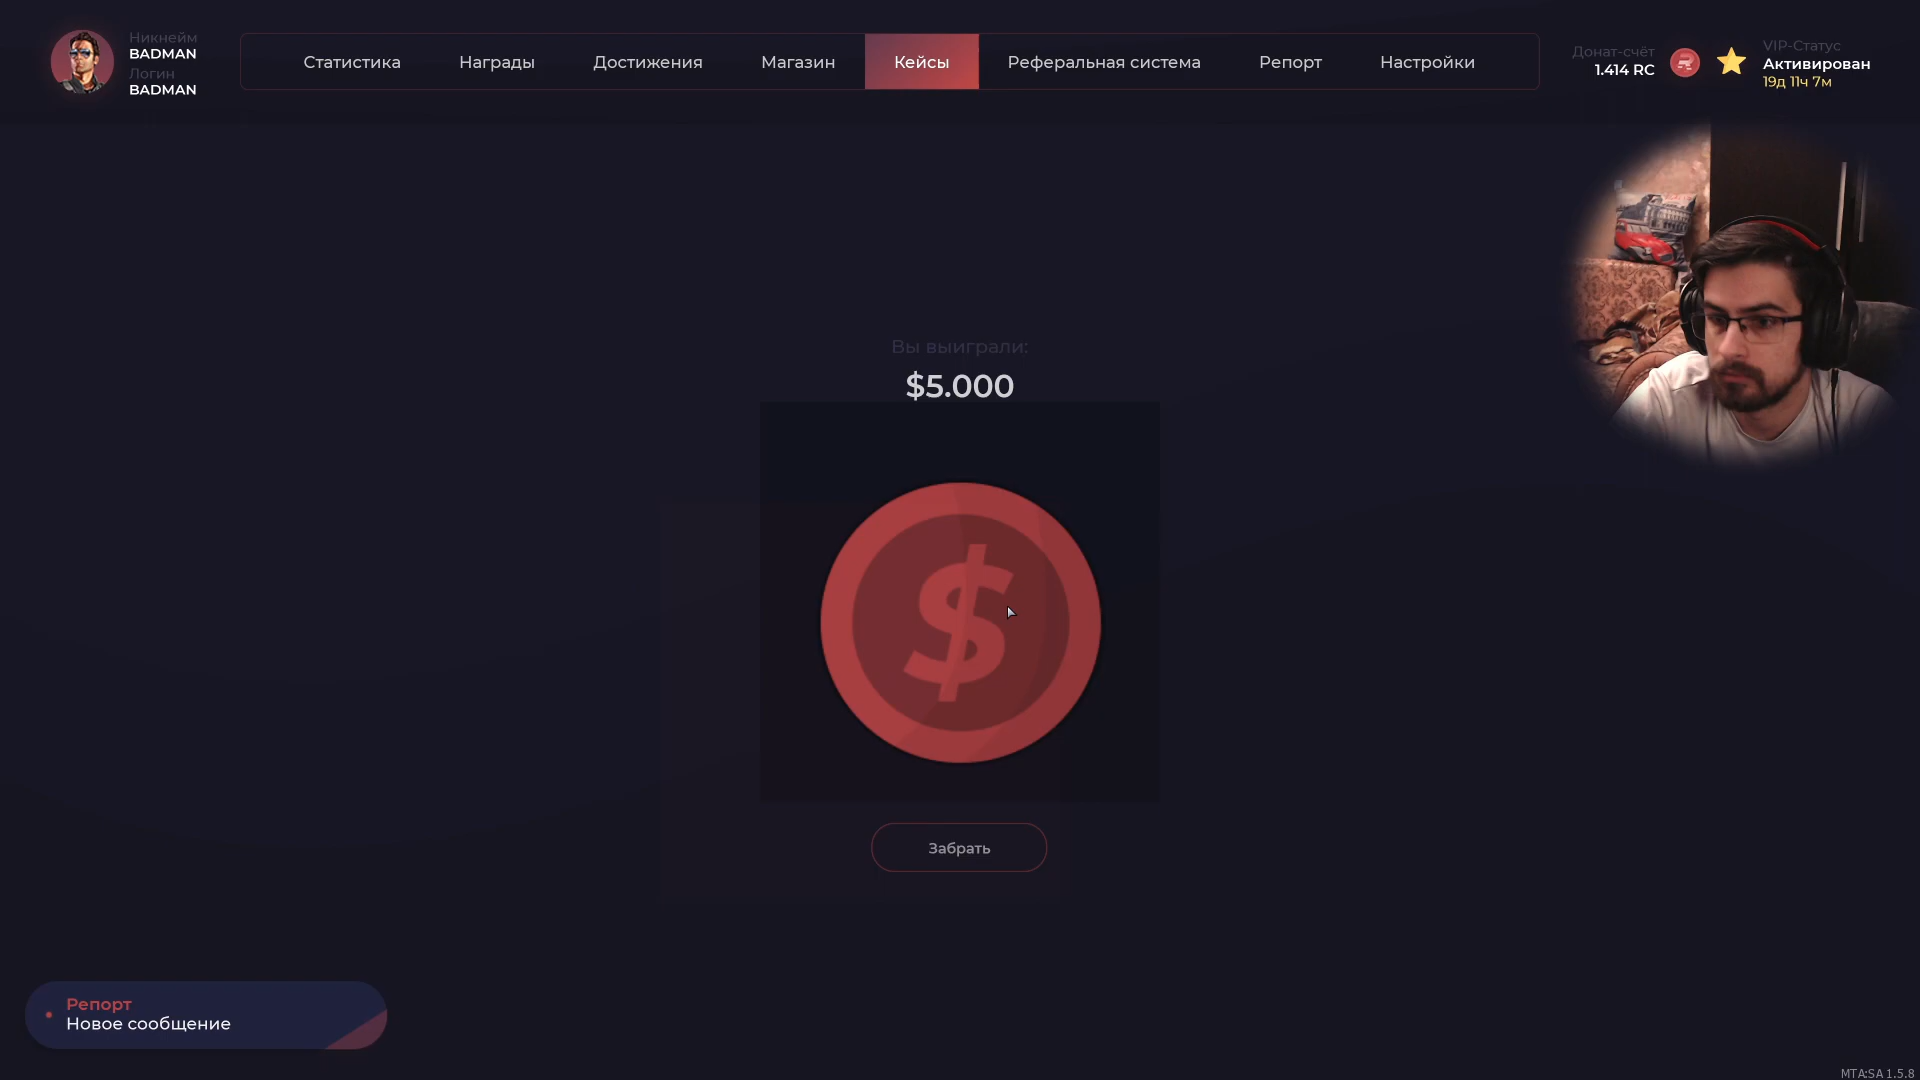 Никнейм
BADMAN
Логин
BADMAN
Статистика
Награды
Достижения
Магазин
Кейсы
Реферальная система
Репорт
Настройки
Донат-счёт
1.414 RC
VIP-Статус
Активирован
19д 11ч 7м
Вы выиграли:
$5.000
$
Забрать
Репорт
Новое сообщение
MTA:SA 1.5.8